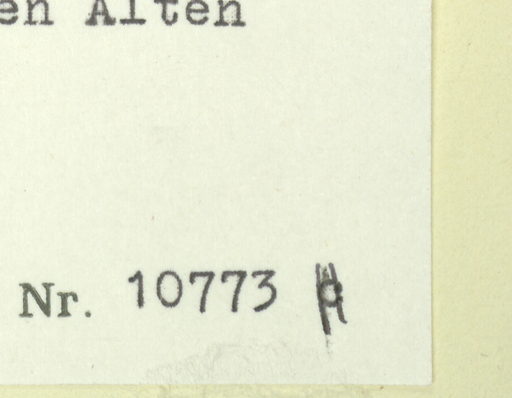 en Alten
Nr. 10773